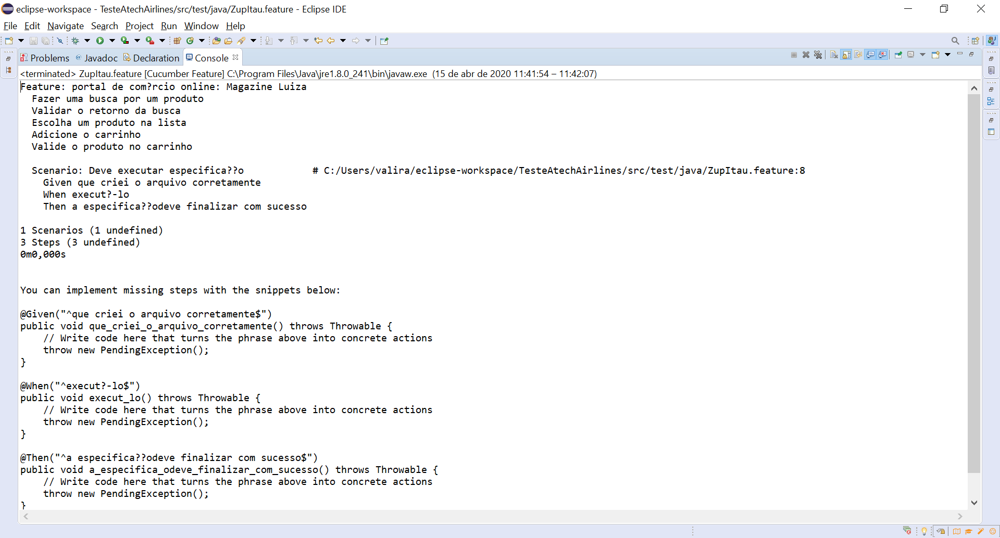 eclipse-workspace - TesteAtechAirlines/src/test/java/ZupItau.feature - Eclipse IDE
File Edit Navigate Search Project Run Window Help
Problems @ Javadoc Declaration Console
<terminated> ZupItau.feature [Cucumber Feature] C:\Program Files\Java\jre1.8.0_241\bin\javaw.exe (15 de abr de 2020 11:41:54 – 11:42:07)
Feature: portal de com?rcio online: Magazine Luiza
  Fazer uma busca por um produto
  Validar o retorno da busca
  Escolha um produto na lista
  Adicione o carrinho
  Valide o produto no carrinho
  Scenario: Deve executar especifica??o            # C:/Users/valira/eclipse-workspace/TesteAtechAirlines/src/test/java/ZupItau.feature:8
    Given que criei o arquivo corretamente
    When execut?-lo
    Then a especifica??odeve finalizar com sucesso
1 Scenarios (1 undefined)
3 Steps (3 undefined)
0m0,000s
You can implement missing steps with the snippets below:
@Given("^que criei o arquivo corretamente$")
public void que_criei_o_arquivo_corretamente() throws Throwable {
    // Write code here that turns the phrase above into concrete actions
    throw new PendingException();
}
@When("^execut?-lo$")
public void execut_lo() throws Throwable {
    // Write code here that turns the phrase above into concrete actions
    throw new PendingException();
}
@Then("^a especifica??odeve finalizar com sucesso$")
public void a_especifica_odeve_finalizar_com_sucesso() throws Throwable {
    // Write code here that turns the phrase above into concrete actions
    throw new PendingException();
}